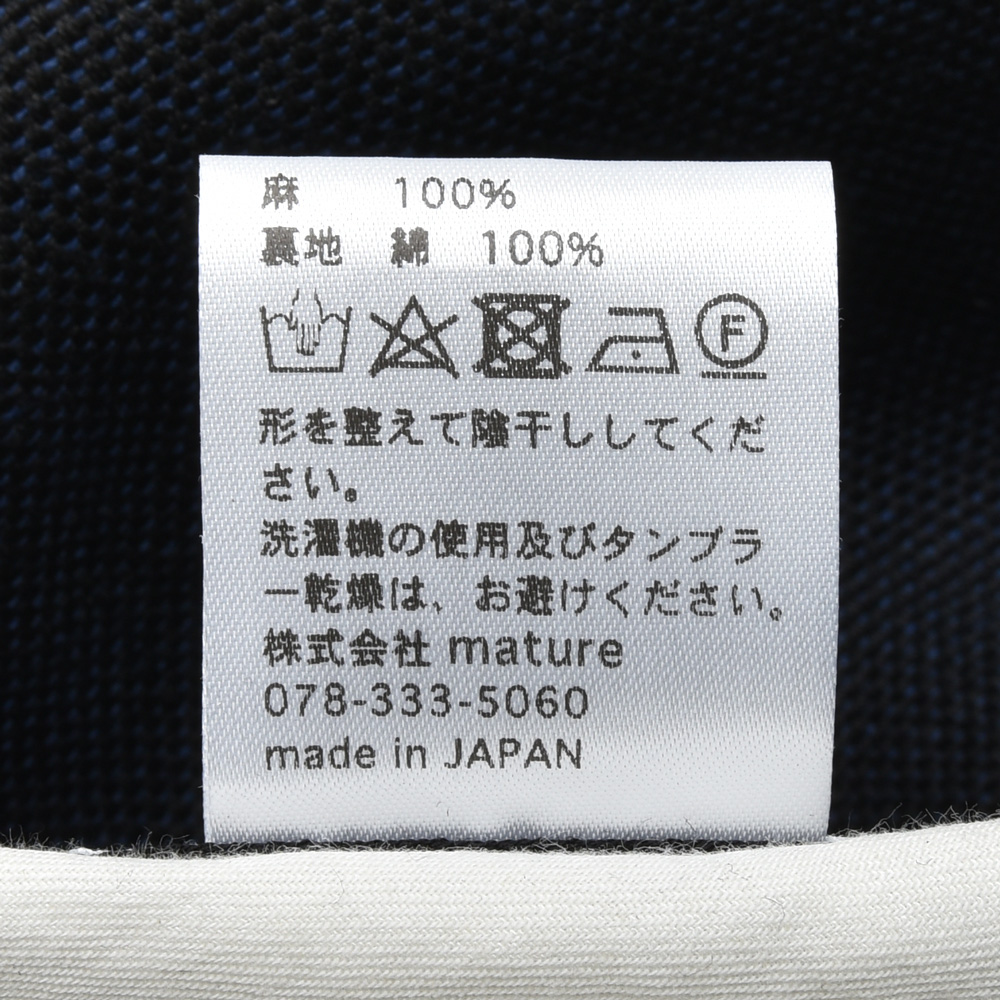 麻 100%
裏地 綿 100%
F
形を整えて陰干ししてくだ
さい。
洗濯機の使用及びタンブラ
ー乾燥は、お避けください。
株式会社 mature
078-333-5060
made in JAPAN